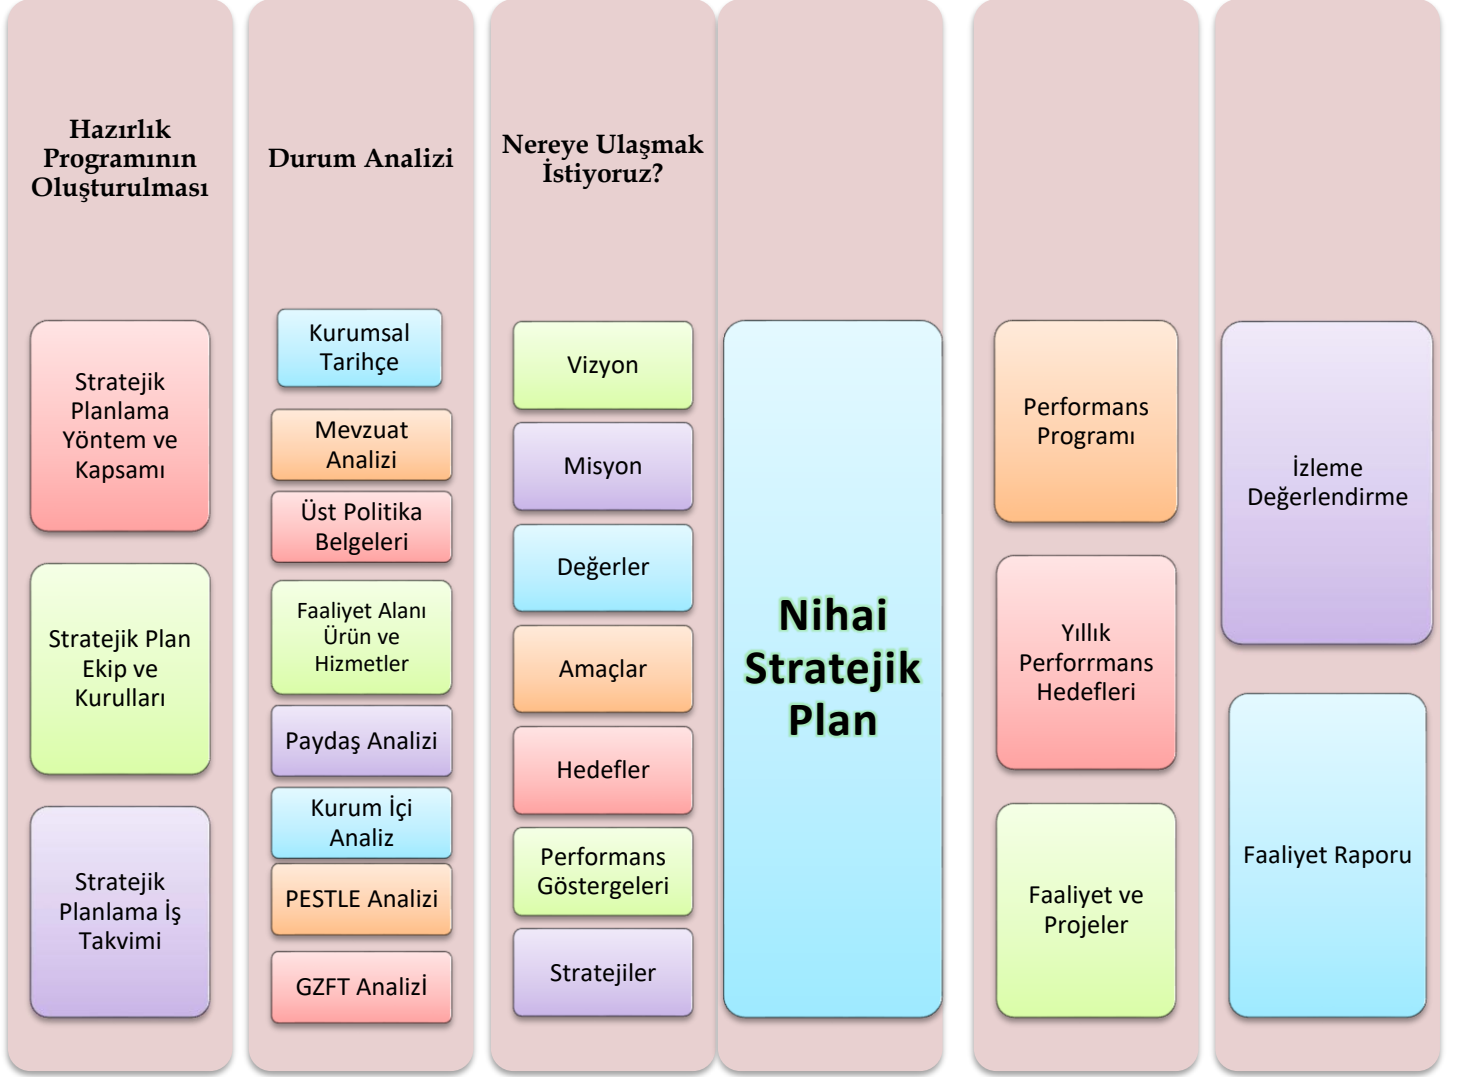 Hazırlık
Programının
Oluşturulması
Stratejik
Planlama
Yöntem ve
Kapsamı
Stratejik Plan
Ekip ve
Kurulları
Stratejik
Planlama İş
Takvimi
Durum Analizi
Kurumsal
Tarihçe
Mevzuat
Analizi
Üst Politika
Belgeleri
Faaliyet Alanı
Ürün ve
Hizmetler
Paydaş Analizi
Kurum İçi
Analiz
PESTLE Analizi
GZFT Analizİ
Nereye Ulaşmak
İstiyoruz?
Vizyon
Misyon
Değerler
Amaçlar
Hedefler
Performans
Göstergeleri
Stratejiler
Nihai
Stratejik
Plan
Performans
Programı
Yıllık
Perforrmans
Hedefleri
Faaliyet ve
Projeler
İzleme
Değerlendirme
Faaliyet Raporu